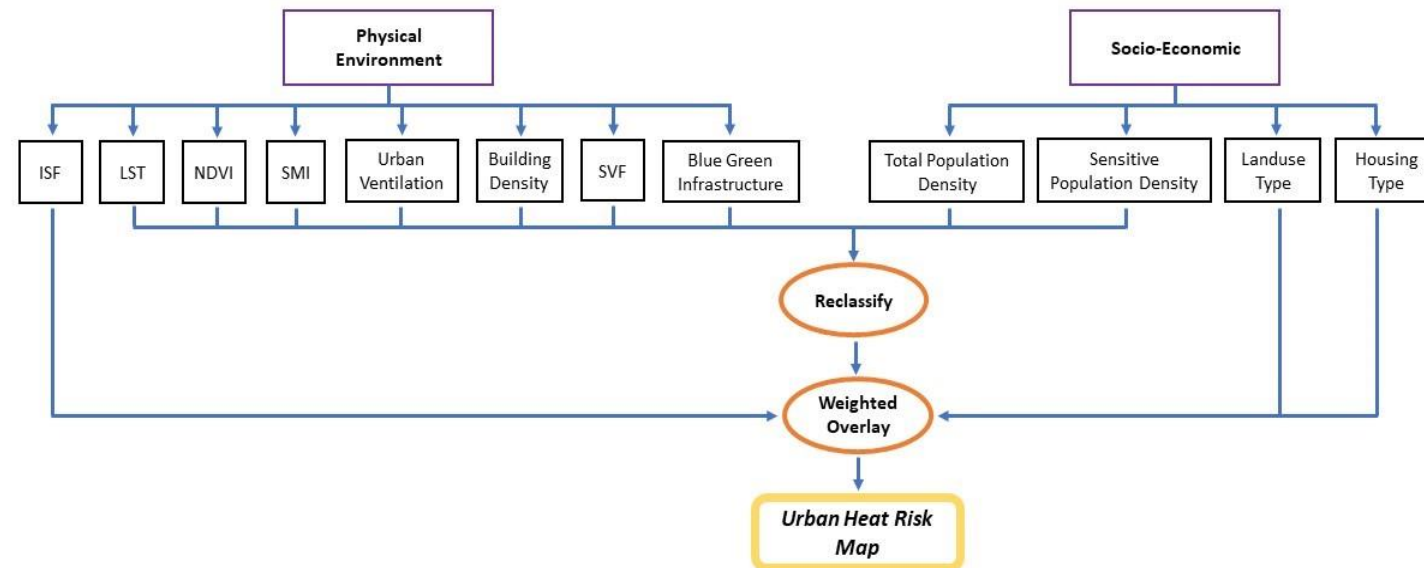 Physical
Environment
Socio-Economic
ISF
LST
NDVI
SMI
Urban
Ventilation
Building
Density
SVF
Blue Green
Infrastructure
Total Population
Density
Sensitive
Population Density
Landuse
Type
Housing
Type
Reclassify
Weighted
Overlay
Urban Heat Risk
Map